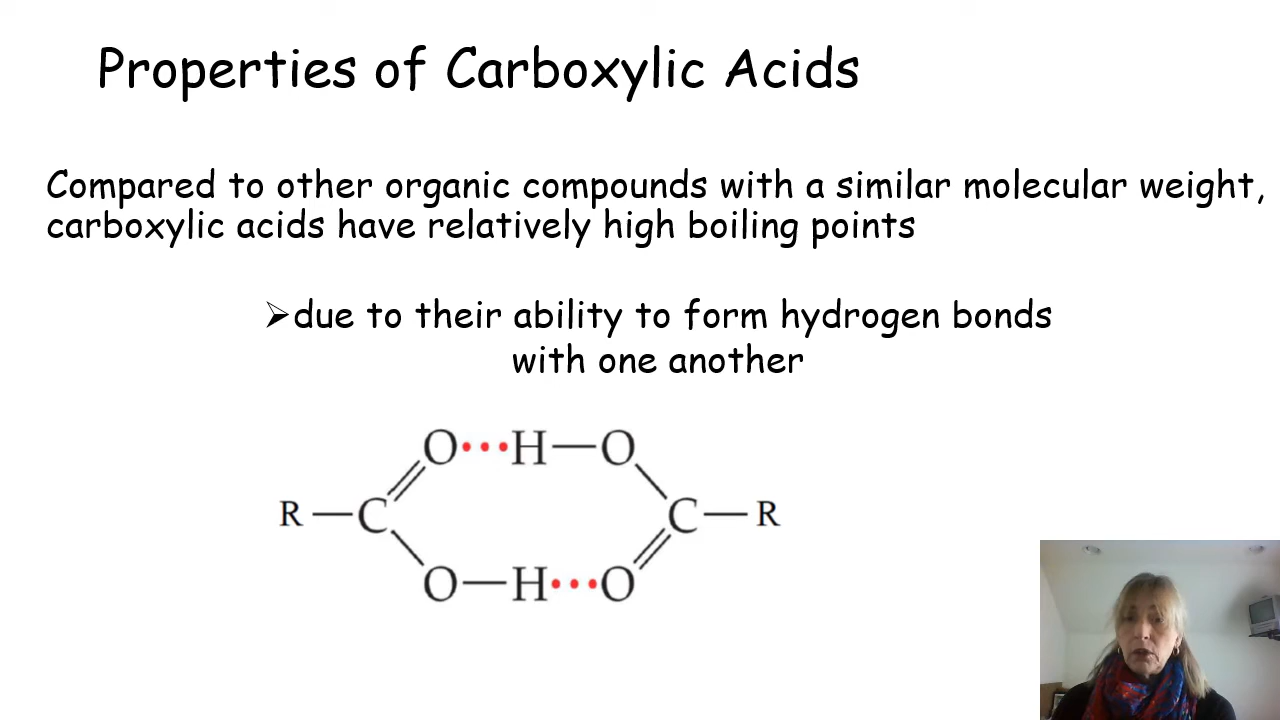 Properties of Carboxylic Acids
Compared to other organic compounds with a similar molecular weight,
carboxylic acids have relatively high boiling points
➢due to their ability to form hydrogen bonds
with one another
O•••H—O
R—C C—R
O—H•••O